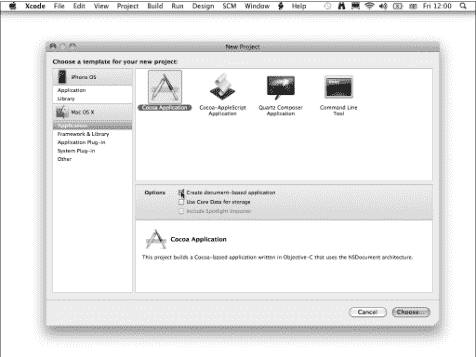 Xcode File Edit View Project Build Run Design SCM Window Help Fri 12:00
New Project
Choose a template for your new project:
iPhone OS
Application
Library
Mac OS X
Application
Framework & Library
Application Plug-in
System Plug-in
Other
Cocoa Application
Cocoa-AppleScript
Application
Quartz Composer
Application
Command Line
Tool
Options
Create document-based application
Use Core Data for storage
Include Spotlight Importer
Cocoa Application
This project builds a Cocoa-based application written in Objective-C that uses the NSDocument architecture.
Cancel
Choose...